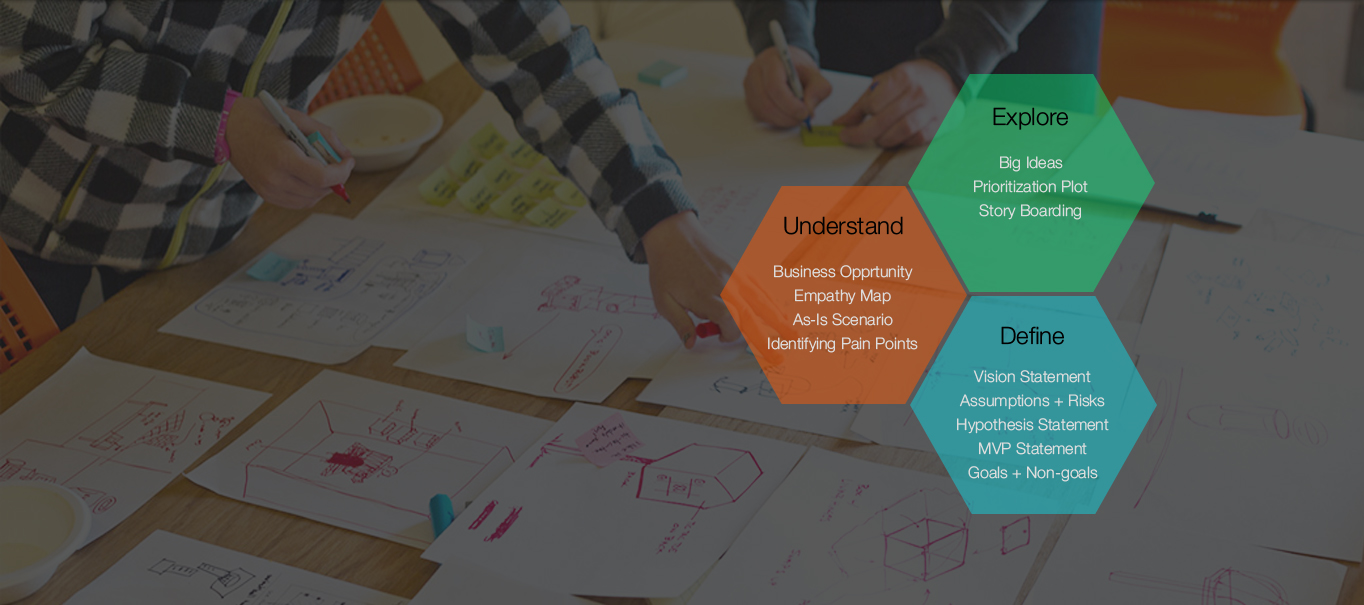 Understand
Business Opprtunity
Empathy Map
As-Is Scenario
Identifying Pain Points
Explore
Big Ideas
Prioritization Plot
Story Boarding
Define
Vision Statement
Assumptions + Risks
Hypothesis Statement
MVP Statement
Goals + Non-goals